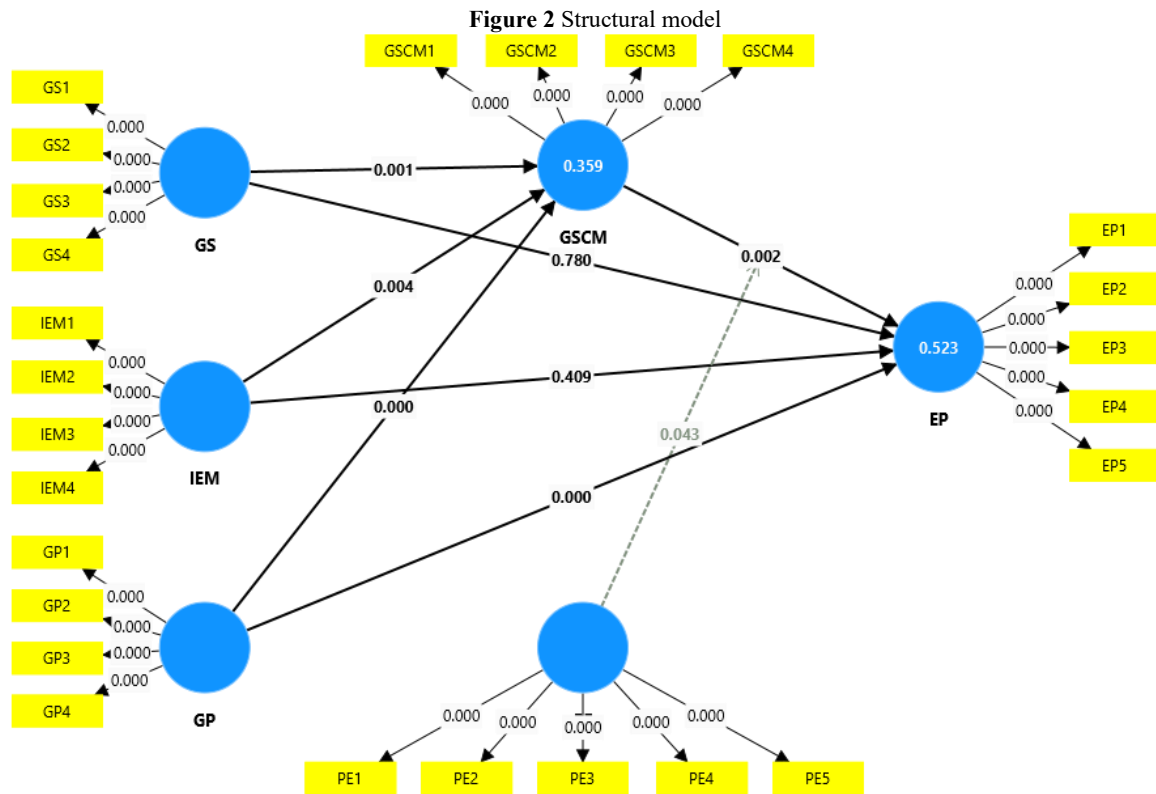 Figure 2 Structural model
GSCM1 GSCM2 GSCM3 GSCM4
0.000 0.000 0.000 0.000
GS1
GS2
GS3
GS4
0.000
0.000
0.000
0.000
GS
0.001
0.359
GSCM
0.780
0.002
0.004
IEM1
IEM2
IEM3
IEM4
0.000
0.000
0.000
0.000
IEM
0.409
0.000
0.043
0.523
EP
0.000
0.000
0.000
0.000
0.000
EP1
EP2
EP3
EP4
EP5
GP1
GP2
GP3
GP4
0.000
0.000
0.000
0.000
GP
0.000
0.000 0.000 0.000 0.000 0.000
PE1 PE2 PE3 PE4 PE5